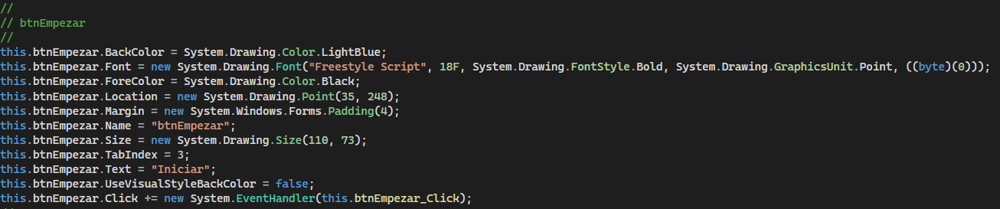 //
// btnEmpezar
//
this.btnEmpezar.BackColor = System.Drawing.Color.LightBlue;
this.btnEmpezar.Font = new System.Drawing.Font("Freestyle Script", 18F, System.Drawing.FontStyle.Bold, System.Drawing.GraphicsUnit.Point, ((byte)(0)));
this.btnEmpezar.ForeColor = System.Drawing.Color.Black;
this.btnEmpezar.Location = new System.Drawing.Point(35, 248);
this.btnEmpezar.Margin = new System.Windows.Forms.Padding(4);
this.btnEmpezar.Name = "btnEmpezar";
this.btnEmpezar.Size = new System.Drawing.Size(110, 73);
this.btnEmpezar.TabIndex = 3;
this.btnEmpezar.Text = "Iniciar";
this.btnEmpezar.UseVisualStyleBackColor = false;
this.btnEmpezar.Click += new System.EventHandler(this.btnEmpezar_Click);